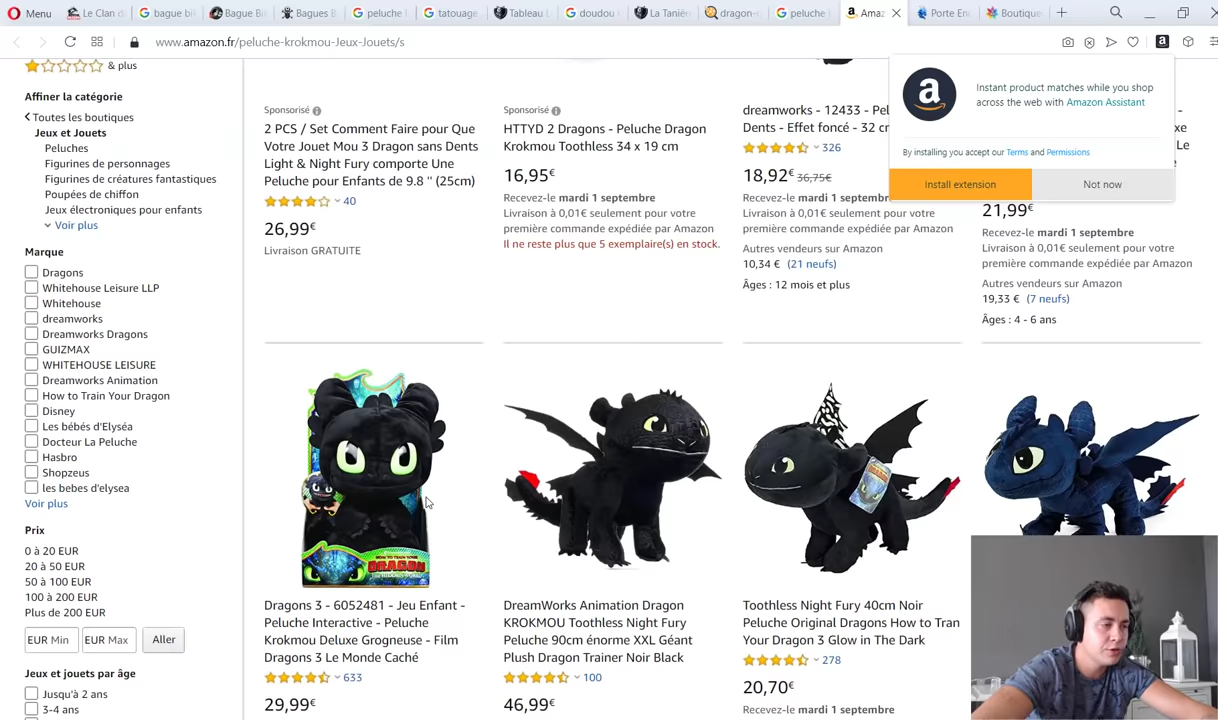 Menu
Le Clan d
bague bi
Bague Bi
Bagues B
peluche
tatouage
Tableau L
doudou
La Taniè
dragon-
peluche
Amaz
Porte En
Boutique
www.amazon.fr/peluche-krokmou-Jeux-Jouets/s
& plus
Affiner la catégorie
Toutes les boutiques
Jeux et Jouets
Peluches
Figurines de personnages
Figurines de créatures fantastiques
Poupées de chiffon
Jeux électroniques pour enfants
Voir plus
Marque
Dragons
Whitehouse Leisure LLP
Whitehouse
dreamworks
Dreamworks Dragons
GUIZMAX
WHITEHOUSE LEISURE
Dreamworks Animation
How to Train Your Dragon
Disney
Les bébés d'Elyséa
Docteur La Peluche
Hasbro
Shopzeus
les bebes d'elysea
Voir plus
Prix
0 à 20 EUR
20 à 50 EUR
50 à 100 EUR
100 à 200 EUR
Plus de 200 EUR
EUR Min
EUR Max
Aller
Jeux et jouets par âge
Jusqu'à 2 ans
3-4 ans
Sponsorisé
2 PCS / Set Comment Faire pour Que
Votre Jouet Mou 3 Dragon sans Dents
Light & Night Fury comporte Une
Peluche pour Enfants de 9.8 '' (25cm)
40
26,99€
Livraison GRATUITE
Sponsorisé
HTTYD 2 Dragons - Peluche Dragon
Krokmou Toothless 34 x 19 cm
16,95€
Recevez-le mardi 1 septembre
Livraison à 0,01€ seulement pour votre
première commande expédiée par Amazon
Il ne reste plus que 5 exemplaire(s) en stock.
dreamworks - 12433 - Pel
Dents - Effet foncé - 32 cr
326
18,92€ 36,75€
Recevez-le mardi 1 septembre
Livraison à 0,01€ seulement pour votre
première commande expédiée par Amazon
Autres vendeurs sur Amazon
10,34 € (21 neufs)
Âges : 12 mois et plus
a
Instant product matches while you shop
across the web with Amazon Assistant
By installing you accept our Terms and Permissions
Install extension
Not now
xe
Le
21,99€
Recevez-le mardi 1 septembre
Livraison à 0,01€ seulement pour votre
première commande expédiée par Amazon
Autres vendeurs sur Amazon
19,33 € (7 neufs)
Âges : 4 - 6 ans
DRAGON
Dragons 3 - 6052481 - Jeu Enfant -
Peluche Interactive - Peluche
Krokmou Deluxe Grogneuse - Film
Dragons 3 Le Monde Caché
633
29,99€
DreamWorks Animation Dragon
KROKMOU Toothless Night Fury
Peluche 90cm énorme XXL Géant
Plush Dragon Trainer Noir Black
100
46,99€
Toothless Night Fury 40cm Noir
Peluche Original Dragons How to Tran
Your Dragon 3 Glow in The Dark
278
20,70€
Recevez-le mardi 1 septembre